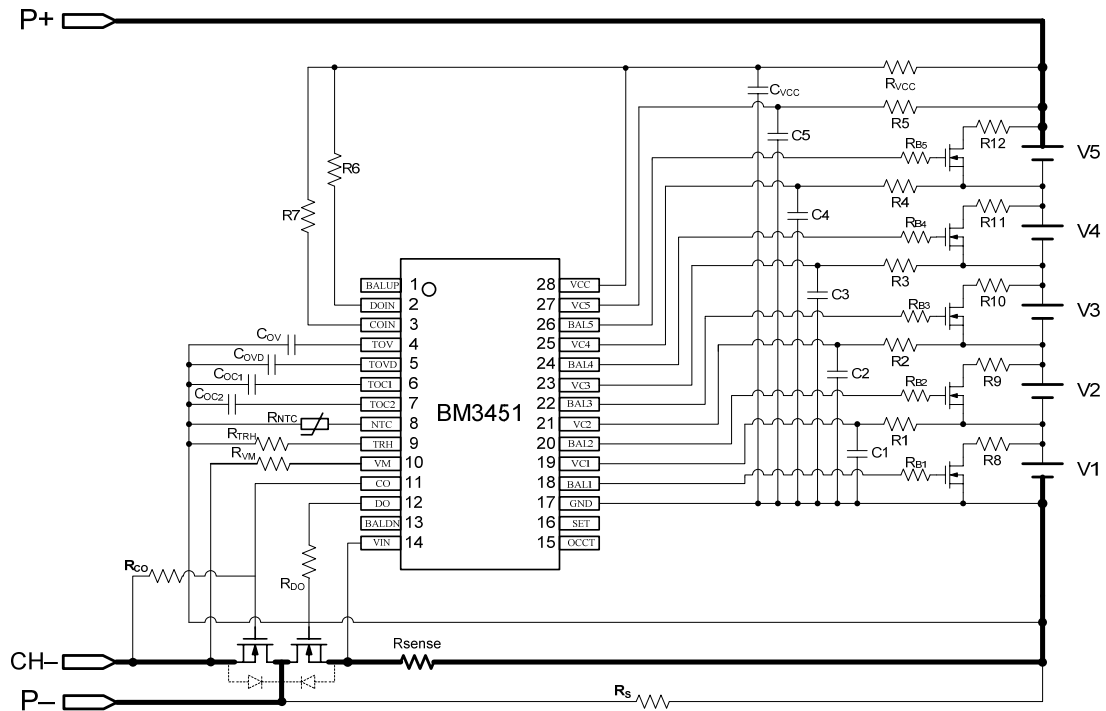 P+
RVCC
CVCC
R5
C5
R12
V5
RB5
R6
R4
C4
R11
V4
RB4
R7
R3
C3
R10
V3
RB3
R2
C2
R9
V2
RB2
R1
C1
R8
V1
RB1
BM3451
BALUP 1
DOIN 2
COIN 3
TOV 4
TOVD 5
TOC1 6
TOC2 7
NTC 8
TRH 9
VM 10
CO 11
DO 12
BALDN 13
VIN 14
28 VCC
27 VC5
26 BAL5
25 VC4
24 BAL4
23 VC3
22 BAL3
21 VC2
20 BAL2
19 VC1
18 BAL1
17 GND
16 SET
15 OCCT
COV
COVD
COC1
COC2
RNTC
RTRH
RVM
RCO
RDO
Rsense
CH–
P–
RS